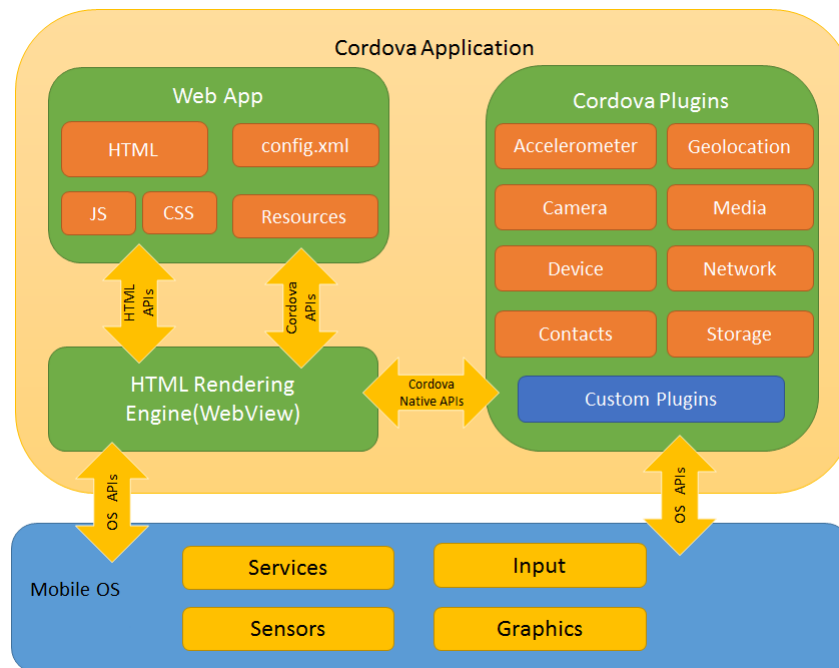 Cordova Application
Web App
HTML
config.xml
JS
CSS
Resources
HTML
APIs
Cordova
APIs
HTML Rendering
Engine(WebView)
Cordova
Native APIs
Cordova Plugins
Accelerometer
Geolocation
Camera
Media
Device
Network
Contacts
Storage
Custom Plugins
OS APIs
OS APIs
Mobile OS
Services
Input
Sensors
Graphics